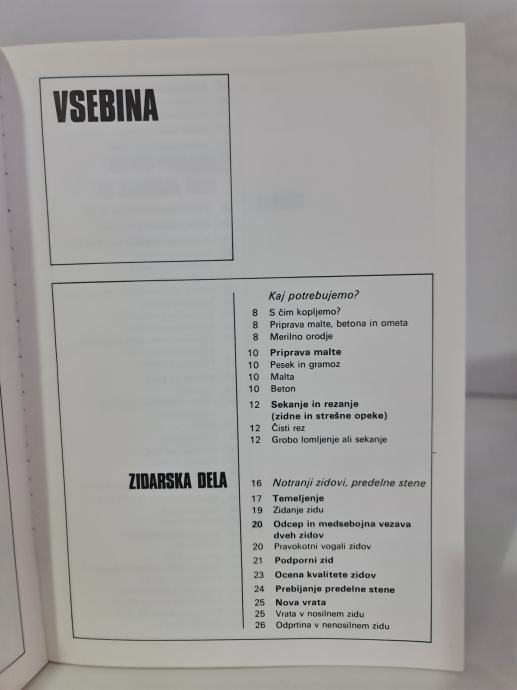 VSEBINA
Kaj potrebujemo?
8 S čim kopljemo?
8 Priprava malte, betona in ometa
8 Merilno orodje
10 Priprava malte
10 Pesek in gramoz
10 Malta
10 Beton
12 Sekanje in rezanje
(zidne in strešne opeke)
12 Čisti rez
12 Grobo lomljenje ali sekanje
ZIDARSKA DELA
16 Notranji zidovi, predelne stene
17 Temeljenje
19 Zidanje zidu
20 Odcep in medsebojna vezava
dveh zidov
20 Pravokotni vogali zidov
21 Podporni zid
23 Ocena kvalitete zidov
24 Prebijanje predelne stene
25 Nova vrata
25 Vrata v nosilnem zidu
26 Odprtina v nenosilnem zidu